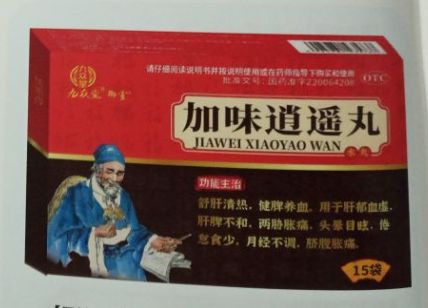 请仔细阅读说明书并按说明使用或在药师指导下购买和使用
批准文号：国药准字Z20064208
OTC
加味逍遥丸
JIAWEI XIAOYAO WAN
水丸
功能主治
舒肝清热，健脾养血。用于肝郁血虚，
肝脾不和，两胁胀痛，头晕目眩，倦
怠食少，月经不调，脐腹胀痛。
15袋